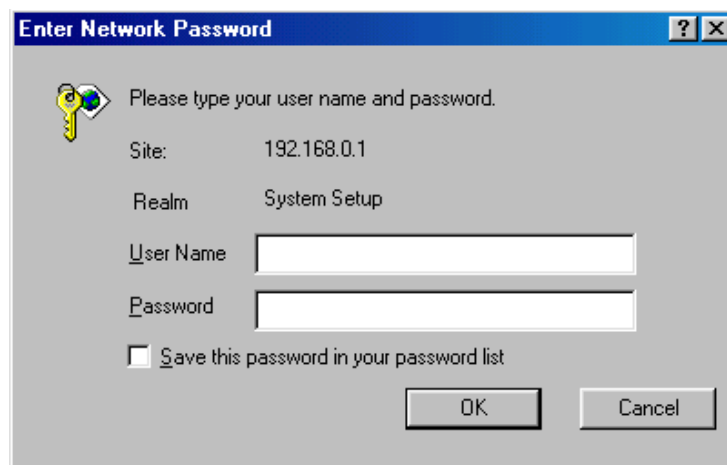 Enter Network Password
Please type your user name and password.
Site: 192.168.0.1
Realm System Setup
User Name
Password
Save this password in your password list
OK Cancel